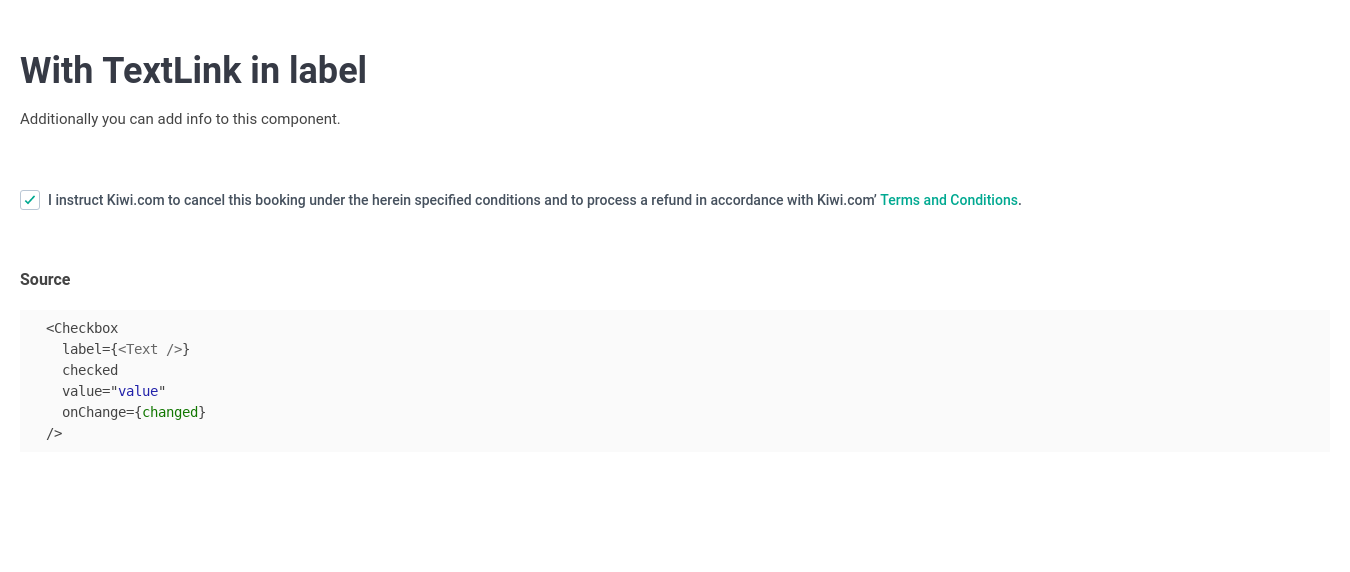 With TextLink in label
Additionally you can add info to this component.
I instruct Kiwi.com to cancel this booking under the herein specified conditions and to process a refund in accordance with Kiwi.com’ Terms and Conditions.
Source
<Checkbox
  label={<Text />}
  checked
  value="value"
  onChange={changed}
/>